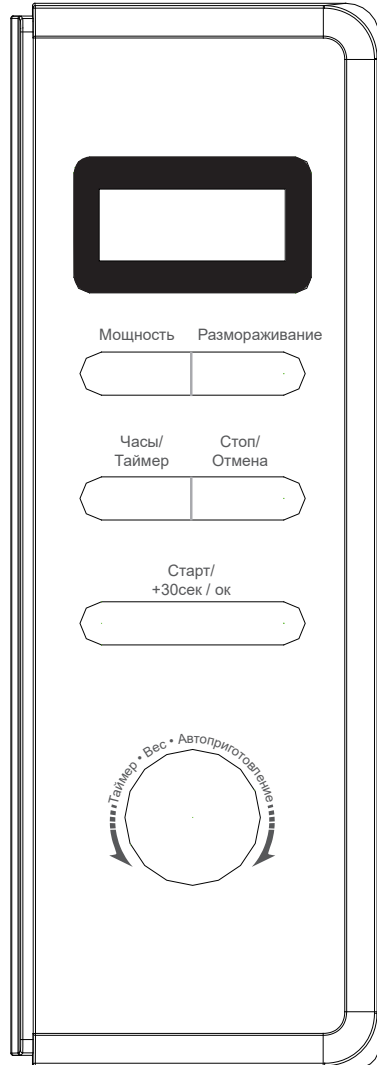 Мощность Размораживание
Часы/ Стоп/
Таймер Отмена
Старт/
+30сек / ок
Таймер • Вес • Автоприготовление